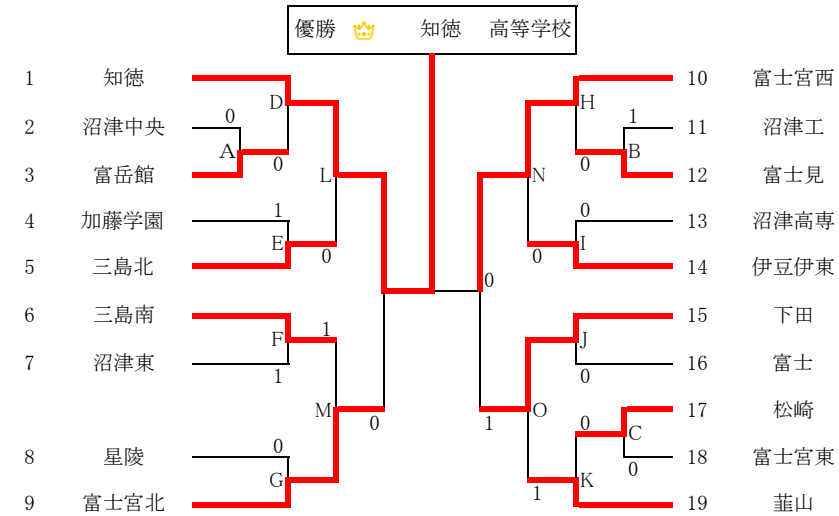 優勝 知徳 高等学校
1 知徳
D
2 沼津中央 0
A
3 富岳館 0
L
4 加藤学園 1
E
5 三島北 0
6 三島南 1
F
7 沼津東 1
M
0
8 星陵 0
G
9 富士宮北
10 富士宮西
H
1 11 沼津工
B
0 12 富士見
N
0 13 沼津高専
I
0 14 伊豆伊東
0
15 下田
J
0 16 富士
17 松崎
O
1
0
C
0 18 富士宮東
K
1 19 韮山